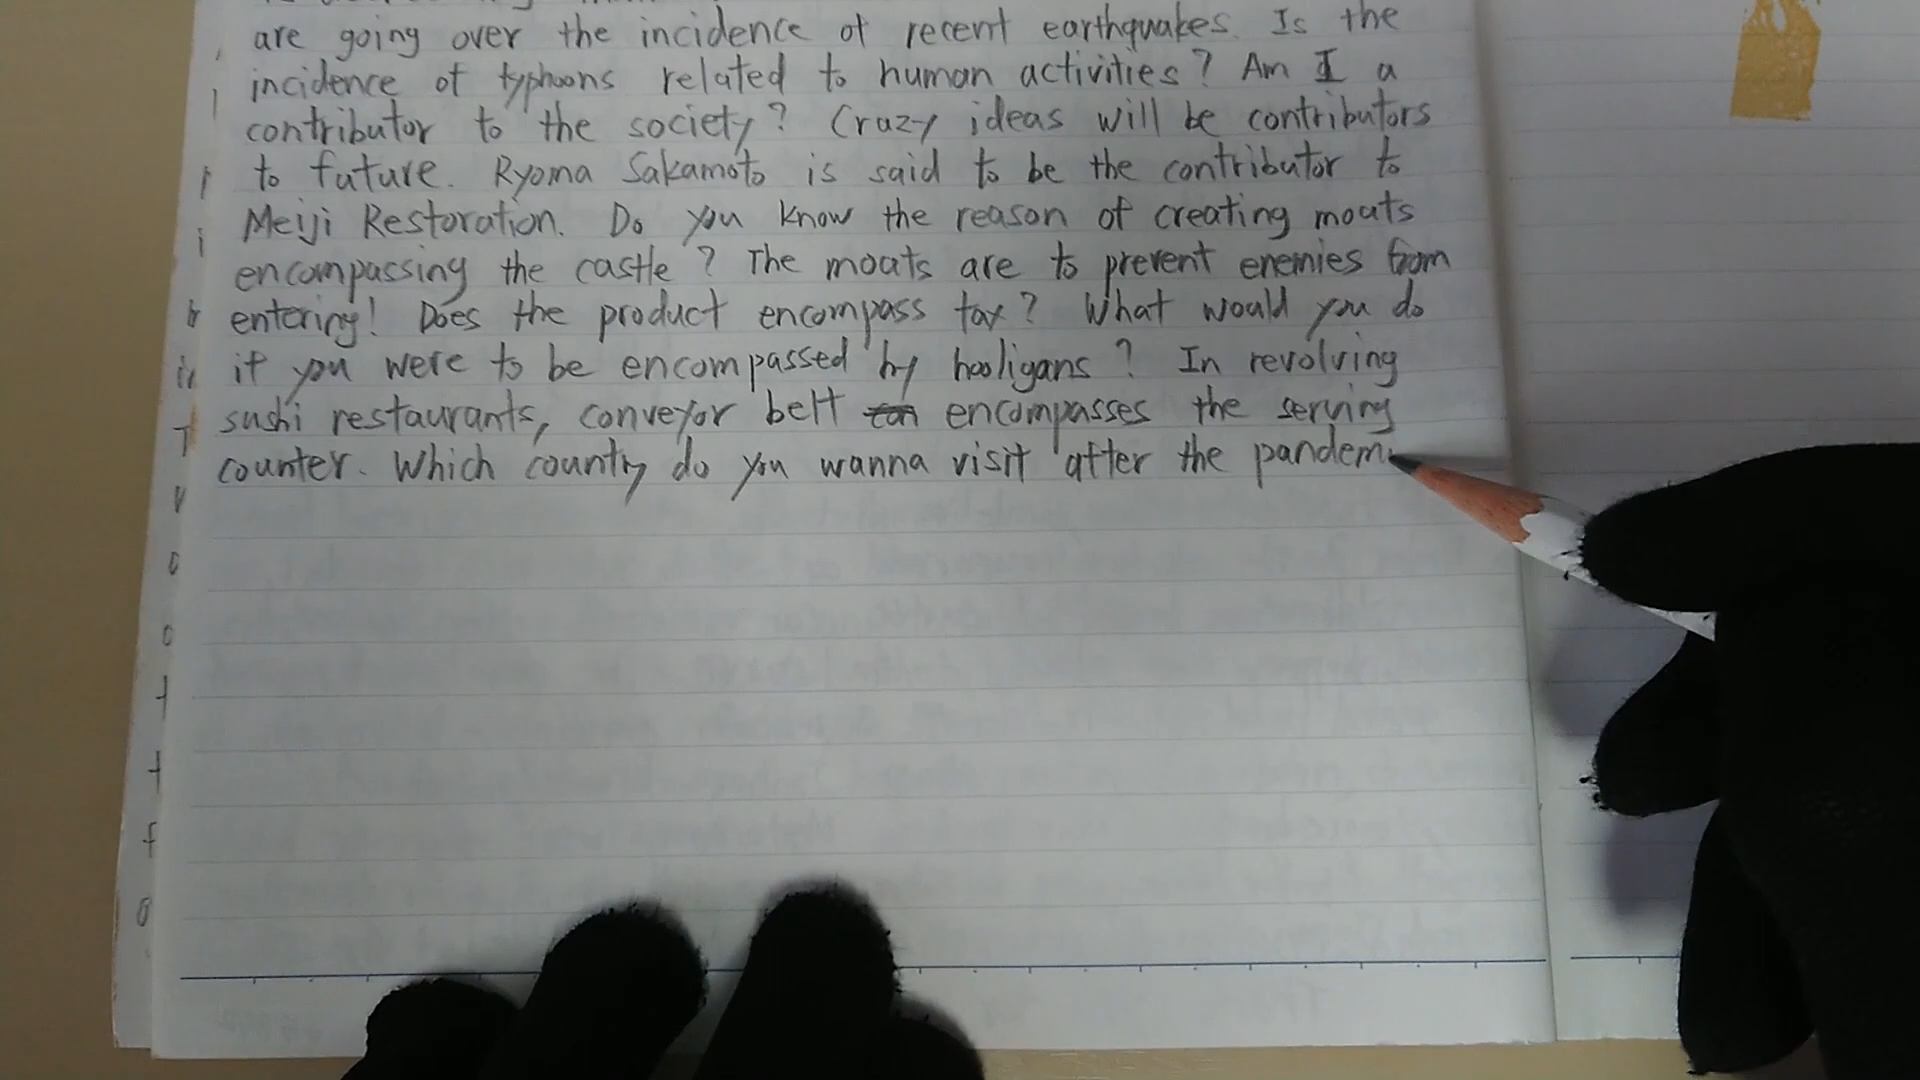 are going over the incidence of recent earthquakes. Is the
incidence of typhoons related to human activities? Am I a
contributor to the society? Crazy ideas will be contributors
to future. Ryoma Sakamoto is said to be the contributor to
Meiji Restoration. Do you know the reason of creating moats
encompassing the castle? The moats are to prevent enemies from
entering! Does the product encompass tax? What would you do
if you were to be encompassed by hooligans? In revolving
sushi restaurants, conveyor belt encompasses the serving
counter. Which country do you wanna visit after the pandemi